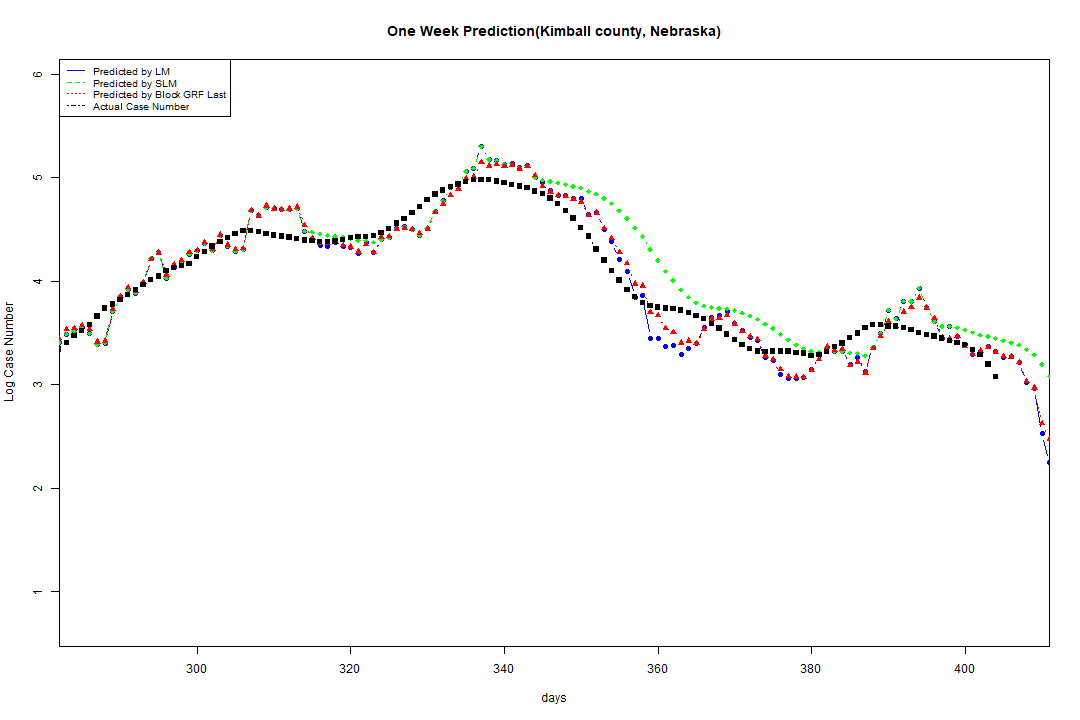 One Week Prediction(Kimball county, Nebraska)
Predicted by LM
Predicted by SLM
Predicted by Block GRF Last
Actual Case Number
6
5
4
3
2
1
Log Case Number
300 320 340 360 380 400
days